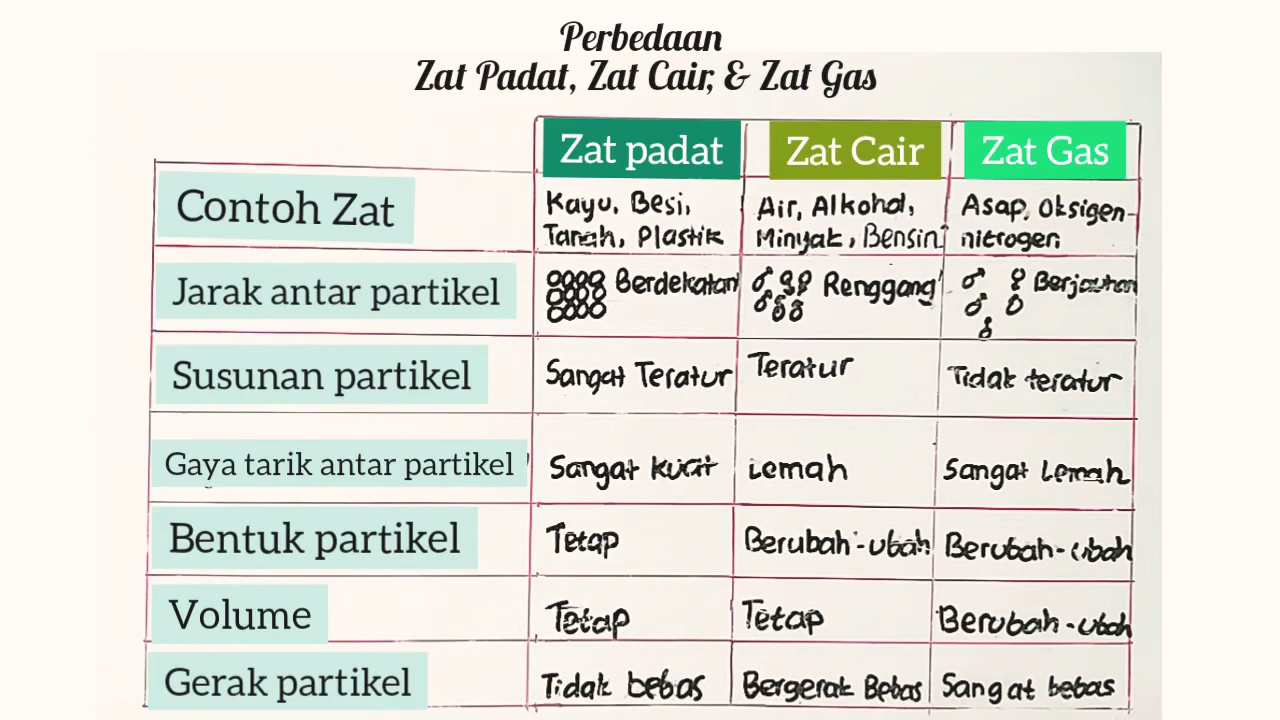 Perbedaan
Zat Padat, Zat Cair, & Zat Gas
Zat padat Zat Cair Zat Gas
Contoh Zat
Kayu, Besi,
Tanah, Plastik
Air, Alkohol,
Minyak, Bensin
Asap, Oksigen-
nitrogen
Jarak antar partikel Berdekatan Renggang Berjauhan
Susunan partikel Sangat Teratur Teratur Tidak teratur
Gaya tarik antar partikel Sangat kuat Lemah Sangat Lemah
Bentuk partikel Tetap Berubah-ubah Berubah-ubah
Volume Tetap Tetap Berubah-ubah
Gerak partikel Tidak bebas Bergerak Bebas Sangat bebas